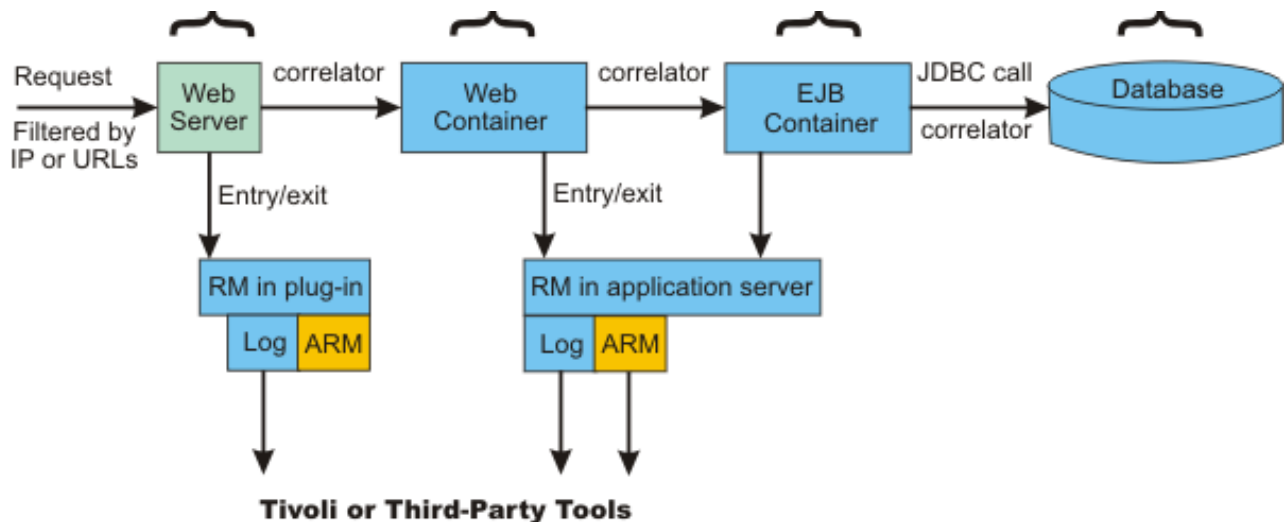 Request
Filtered by
IP or URLs
Web
Server
correlator
Web
Container
correlator
EJB
Container
JDBC call
correlator
Database
Entry/exit
Entry/exit
RM in plug-in
Log
ARM
RM in application server
Log
ARM
Tivoli or Third-Party Tools